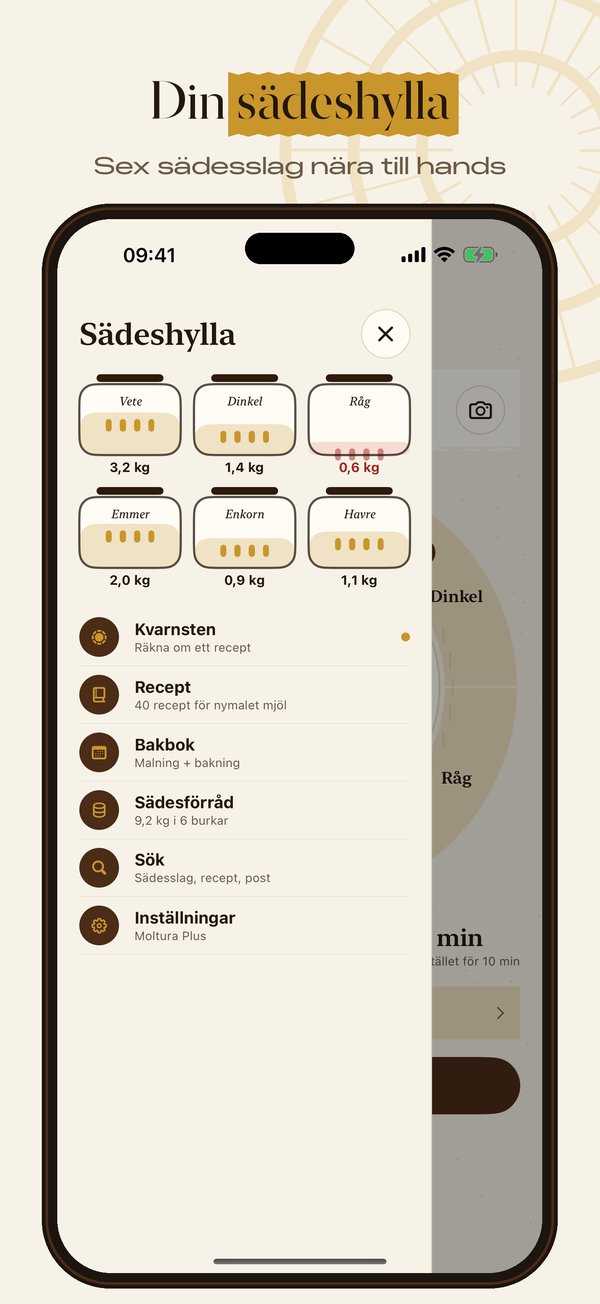 Din sädeshylla
Sex sädesslag nära till hands
09:41
Sädeshylla
Vete
Dinkel
Råg
3,2 kg
1,4 kg
0,6 kg
Emmer
Enkorn
Havre
2,0 kg
0,9 kg
1,1 kg
Kvarnsten
Räkna om ett recept
Recept
40 recept för nymalet mjöl
Bakbok
Malning + bakning
Sädesförråd
9,2 kg i 6 burkar
Sök
Sädesslag, recept, post
Inställningar
Moltura Plus
Dinkel
Råg
min
för 10 min